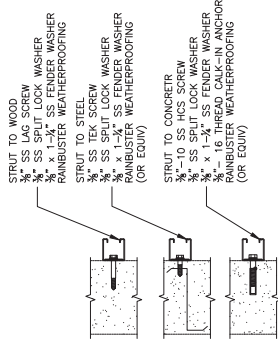 STRUT TO WOOD
⅜" SS LAG SCREW
⅜" SS SPLIT LOCK WASHER
⅜" x 1-¼" SS FENDER WASHER
RAINBUSTER WEATHERPROOFING
STRUT TO STEEL
⅜" SS TEK SCREW
⅜" SS SPLIT LOCK WASHER
⅜" x 1-¼" SS FENDER WASHER
RAINBUSTER WEATHERPROOFING
(OR EQUIV)
STRUT TO CONCRETR
⅜"-10 SS HCS SCREW
⅜" SS SPLIT LOCK WASHER
⅜" x 1-¼" SS FENDER WASHER
⅜"- 16 THREAD CALK-IN ANCHOR
RAINBUSTER WEATHERPROOFING
(OR EQUIV)